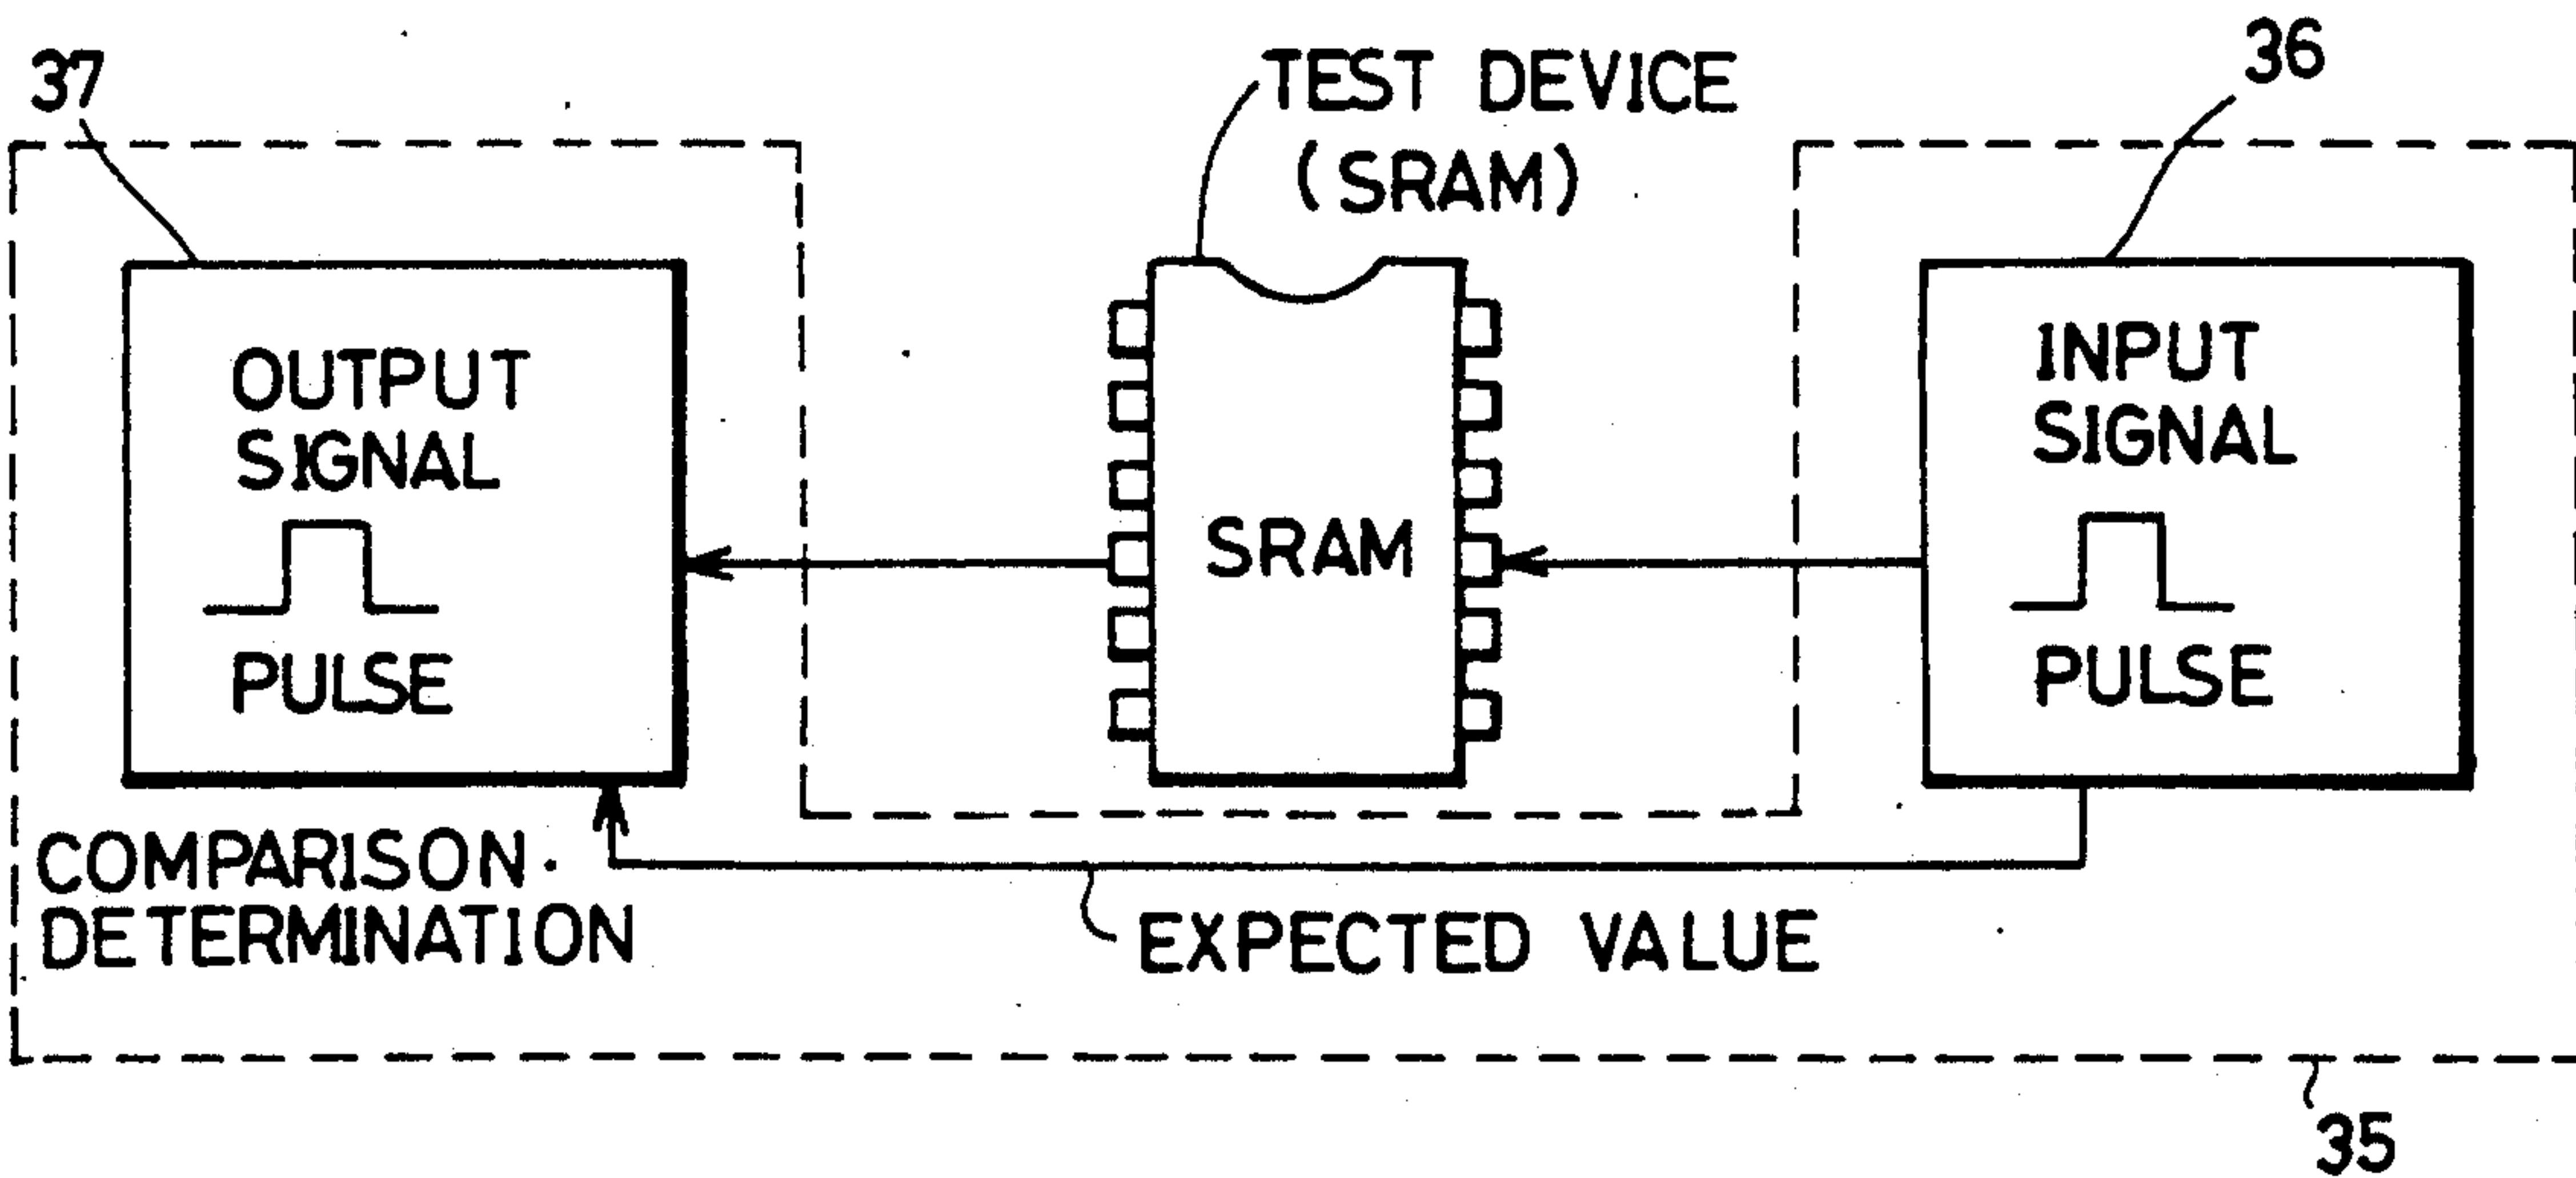 37
TEST DEVICE
(SRAM)
36
OUTPUT
SIGNAL
PULSE
SRAM
INPUT
SIGNAL
PULSE
COMPARISON·
DETERMINATION
EXPECTED VALUE
35